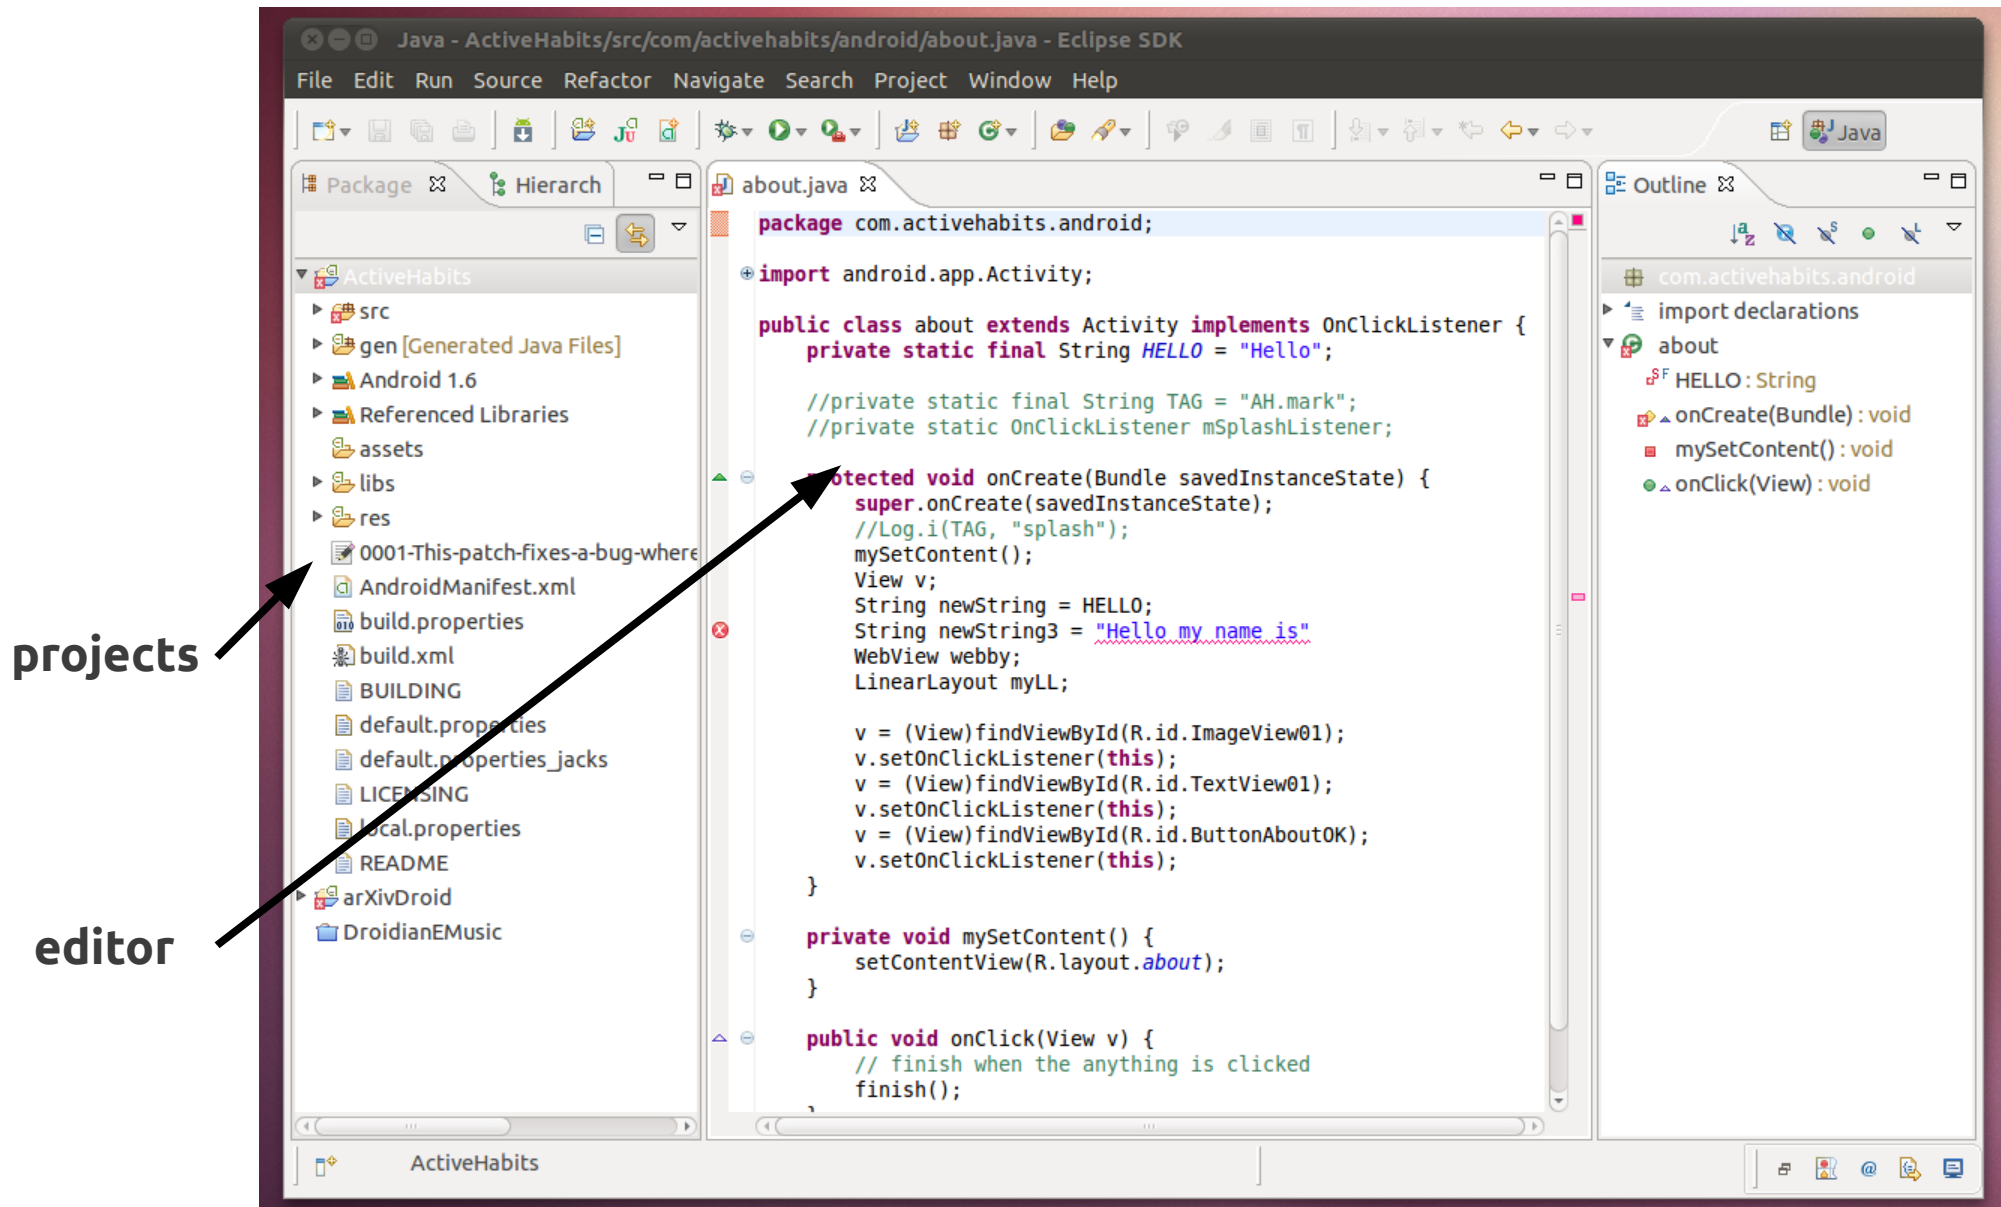 Java - ActiveHabits/src/com/activehabits/android/about.java - Eclipse SDK
File Edit Run Source Refactor Navigate Search Project Window Help
Java
Package Hierarch
ActiveHabits
src
gen [Generated Java Files]
Android 1.6
Referenced Libraries
assets
libs
res
0001-This-patch-fixes-a-bug-where
AndroidManifest.xml
build.properties
build.xml
BUILDING
default.properties
default.properties_jacks
LICENSING
local.properties
README
arXivDroid
DroidianEMusic
projects
editor
about.java
package com.activehabits.android;
import android.app.Activity;
public class about extends Activity implements OnClickListener {
private static final String HELLO = "Hello";
//private static final String TAG = "AH.mark";
//private static OnClickListener mSplashListener;
protected void onCreate(Bundle savedInstanceState) {
super.onCreate(savedInstanceState);
//Log.i(TAG, "splash");
mySetContent();
View v;
String newString = HELLO;
String newString3 = "Hello my name is"
WebView webby;
LinearLayout myLL;
v = (View)findViewById(R.id.ImageView01);
v.setOnClickListener(this);
v = (View)findViewById(R.id.TextView01);
v.setOnClickListener(this);
v = (View)findViewById(R.id.ButtonAboutOK);
v.setOnClickListener(this);
}
private void mySetContent() {
setContentView(R.layout.about);
}
public void onClick(View v) {
// finish when the anything is clicked
finish();
Outline
com.activehabits.android
import declarations
about
HELLO : String
onCreate(Bundle) : void
mySetContent() : void
onClick(View) : void
ActiveHabits